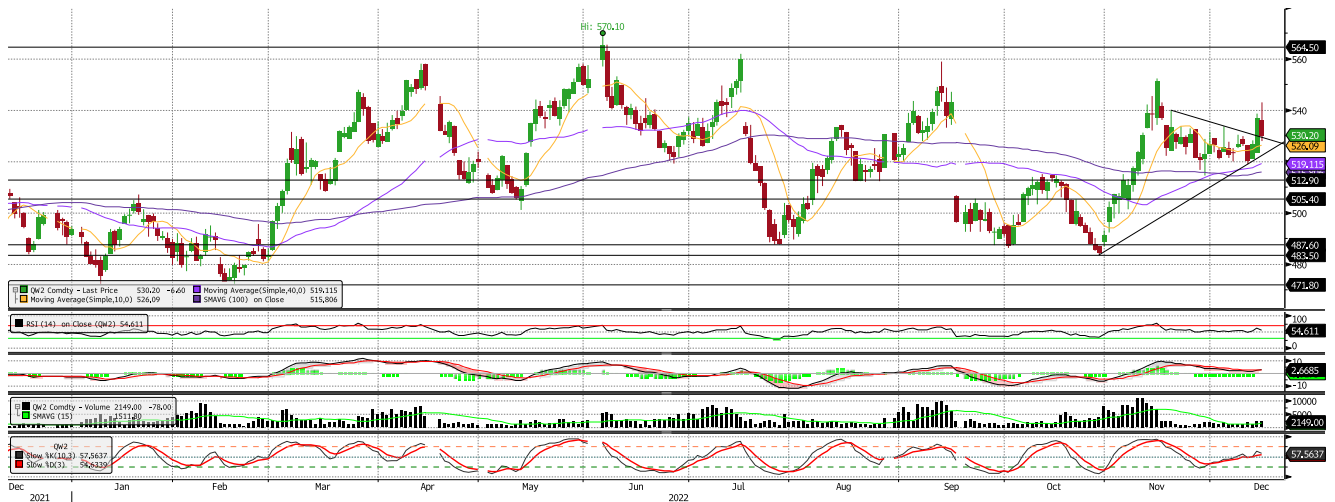 Hi: 570.10
564.50
560
540
530.20
526.09
519.115
512.90
505.40
500
487.60
483.50
480
471.80
QW2 Comdty - Last Price 530.20 -6.60
Moving Average(Simple,40,0) 519.115
Moving Average(Simple,10,0) 526,09
SMAVG (100) on Close 515,806
RSI (14) on Close (QW2) 54,611
100
54,611
0
10
2.6685
-10
QW2 Comdty - Volume 2149.00 -78.00
SMAVG (15) 1511.80
10000
5000
2149.00
QW2
Slow %K(10,3) 57,5637
Slow %D(3) 54,6339
57.5637
Dec Jan Feb Mar Apr May Jun Jul Aug Sep Oct Nov Dec
2021 2022